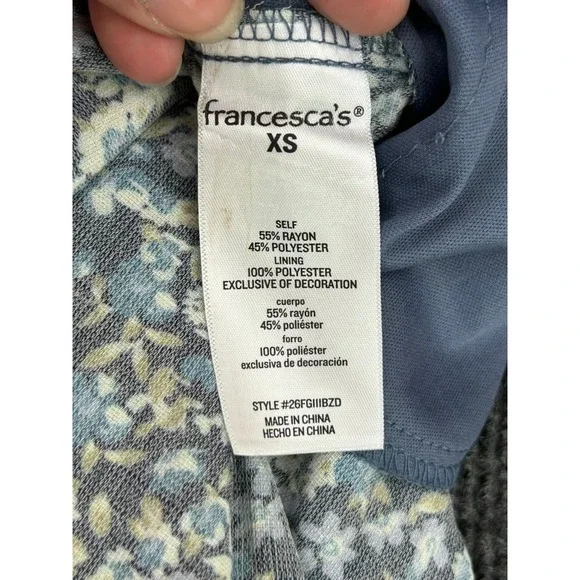 francesca's®
XS
SELF
55% RAYON
45% POLYESTER
LINING
100% POLYESTER
EXCLUSIVE OF DECORATION
cuerpo
55% rayón
45% poliéster
forro
100% poliéster
exclusiva de decoración
STYLE #26FGIIIBZD
MADE IN CHINA
HECHO EN CHINA